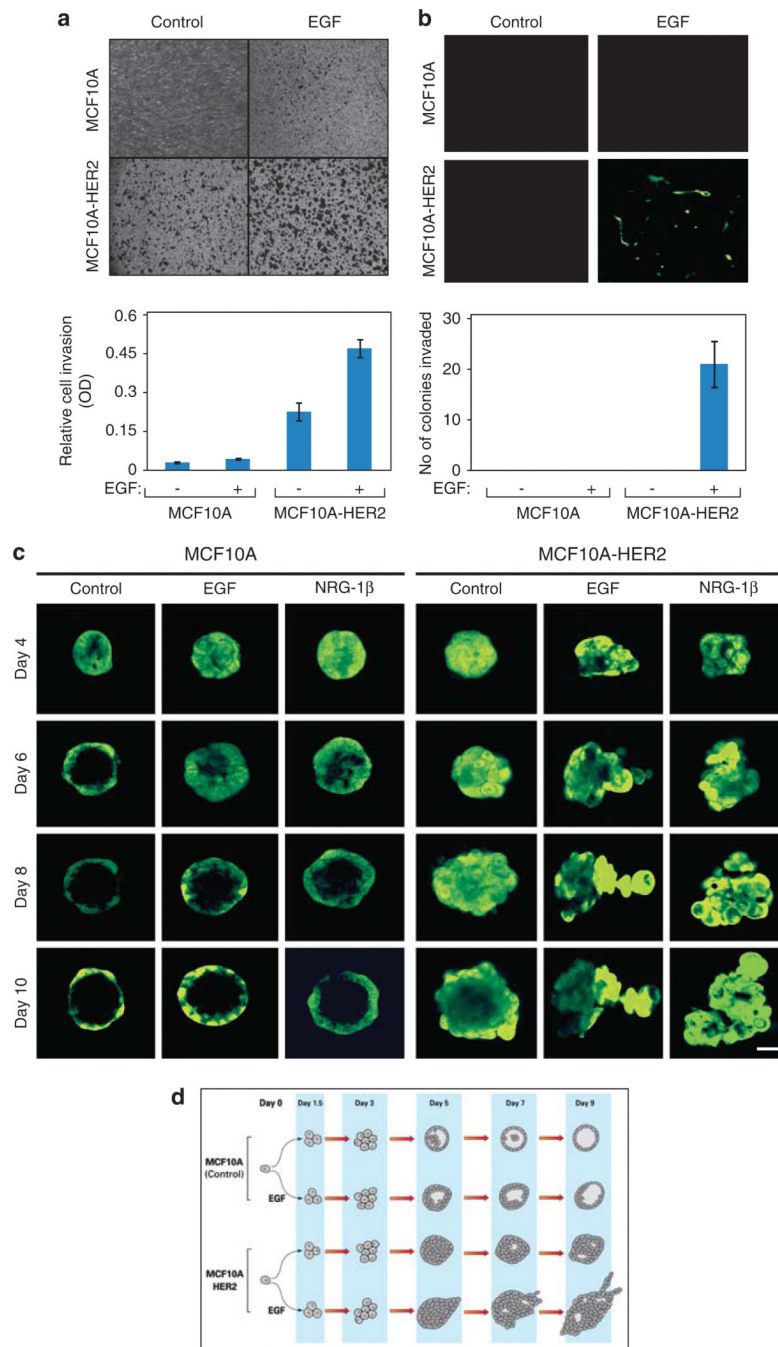 a
Control EGF
MCF10A
MCF10A-HER2
Relative cell invasion
(OD)
0.6
0.45
0.3
0.15
0
EGF: - + - +
MCF10A MCF10A-HER2
b
Control EGF
MCF10A
MCF10A-HER2
No of colonies invaded
30
20
10
0
EGF: - + - +
MCF10A MCF10A-HER2
c
MCF10A MCF10A-HER2
Control EGF NRG-1β Control EGF NRG-1β
Day 4
Day 6
Day 8
Day 10
d
Day 0 Day 1.5 Day 3 Day 5 Day 7 Day 9
MCF10A
(Control)
EGF
MCF10A
HER2
EGF